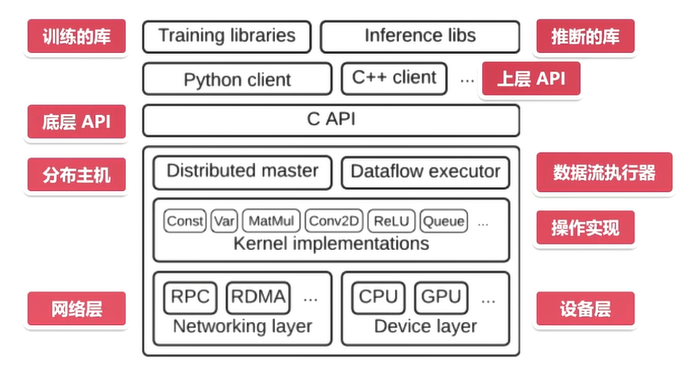 训练的库
Training libraries
Inference libs
推断的库
Python client
C++ client
...
上层 API
底层 API
C API
分布主机
Distributed master
Dataflow executor
数据流执行器
Const
Var
MatMul
Conv2D
ReLU
Queue
...
Kernel implementations
操作实现
网络层
RPC
RDMA
...
Networking layer
CPU
GPU
...
Device layer
设备层